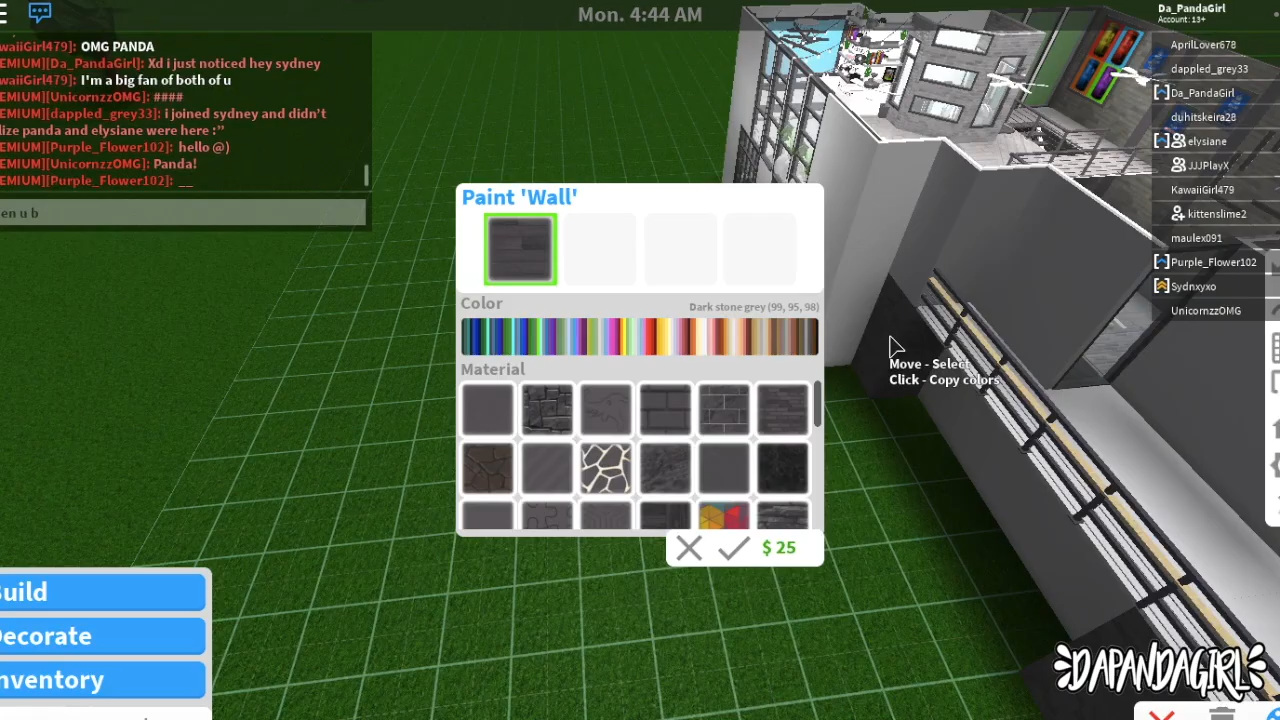 Mon. 4:44 AM
Da_PandaGirl
Account: 13+
waiiGirl479]: OMG PANDA
EMIUM][Da_PandaGirl]: Xd i just noticed hey sydney
waiiGirl479]: I'm a big fan of both of u
EMIUM][UnicornzzOMG]: ####
EMIUM][dappled_grey33]: i joined sydney and didn't
lize panda and elysiane were here :"
EMIUM][Purple_Flower102]: hello @)
EMIUM][UnicornzzOMG]: Panda!
EMIUM][Purple_Flower102]: __
en u b
AprilLover678
dappled_grey33
Da_PandaGirl
duhitskeira28
elysiane
JJJPlayX
KawaiiGirl479
kittenslime2
maulex091
Purple_Flower102
Sydnxyxo
UnicornzzOMG
Paint 'Wall'
Color
Dark stone grey (99, 95, 98)
Material
Move - Select
Click - Copy colors
$ 25
Build
Decorate
nventory
DAPANDAGIRL